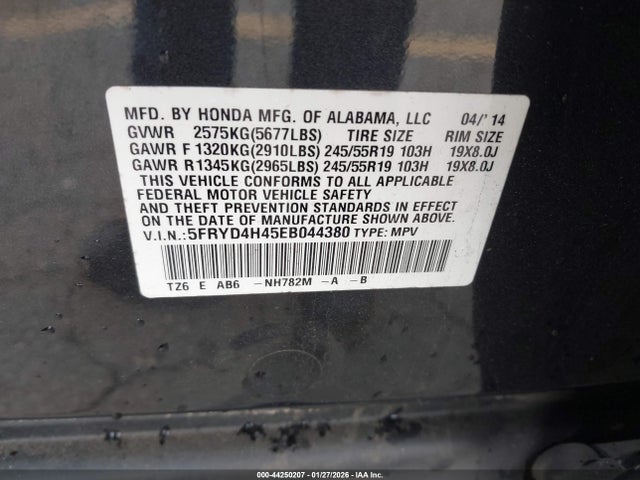 MFD. BY HONDA MFG. OF ALABAMA, LLC 04/'14
GVWR 2575KG(5677LBS) TIRE SIZE RIM SIZE
GAWR F 1320KG(2910LBS) 245/55R19 103H 19X8.0J
GAWR R 1345KG(2965LBS) 245/55R19 103H 19X8.0J
THIS VEHICLE CONFORMS TO ALL APPLICABLE
FEDERAL MOTOR VEHICLE SAFETY
AND THEFT PREVENTION STANDARDS IN EFFECT
ON THE DATE OF MANUFACTURE SHOWN ABOVE.
V.I.N.:5FRYD4H45EB044380 TYPE: MPV
TZ6 E AB6 -NH782M -A -B
000-44250207 - 01/27/2026 - IAA Inc.